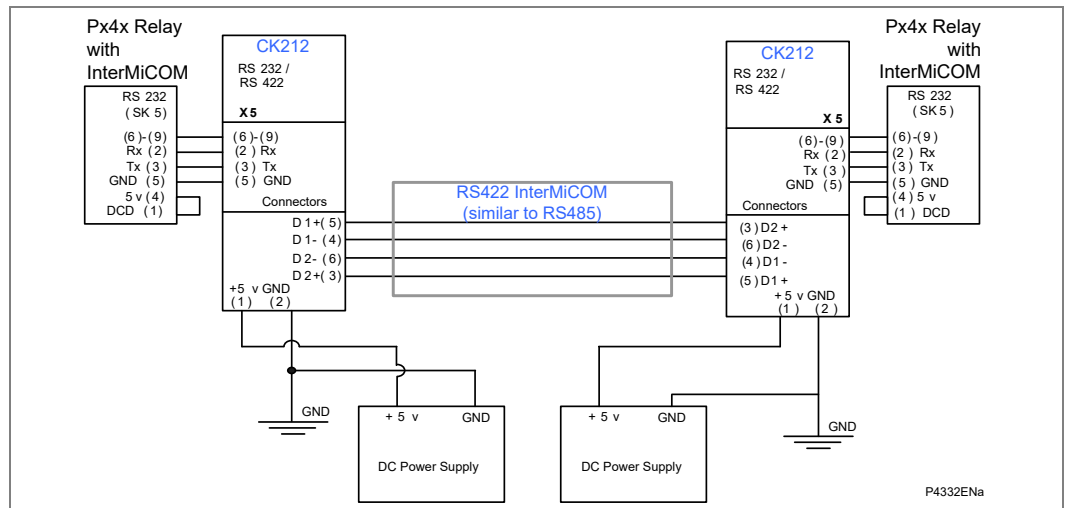 Px4x Relay
with
InterMiCOM
RS 232
( SK 5 )
(6 )-( 9 )
Rx ( 2 )
Tx ( 3 )
GND ( 5 )
5 v ( 4 )
DCD ( 1 )
CK212
RS 232 /
RS 422
X 5
( 6 )-( 9 )
( 2 ) Rx
( 3 ) Tx
( 5 ) GND
Connectors
D 1+( 5 )
D 1- ( 4 )
D 2- ( 6 )
D 2+( 3 )
+5 v GND
( 1 ) ( 2 )
RS422 InterMiCOM
(similar to RS485)
CK212
RS 232 /
RS 422
X 5
( 6 )-( 9 )
Rx ( 2 )
Tx ( 3 )
GND ( 5 )
Connectors
( 3 ) D2 +
( 6 ) D2 -
( 4 ) D1 -
( 5 ) D1 +
+ 5 v GND
( 1 ) ( 2 )
Px4x Relay
with
InterMiCOM
RS 232
( SK 5 )
( 6 )-( 9 )
( 2 ) Rx
( 3 ) Tx
( 5 ) GND
( 4 ) 5 v
( 1 ) DCD
GND
+ 5 v GND
DC Power Supply
+ 5 v GND
DC Power Supply
GND
P4332ENa